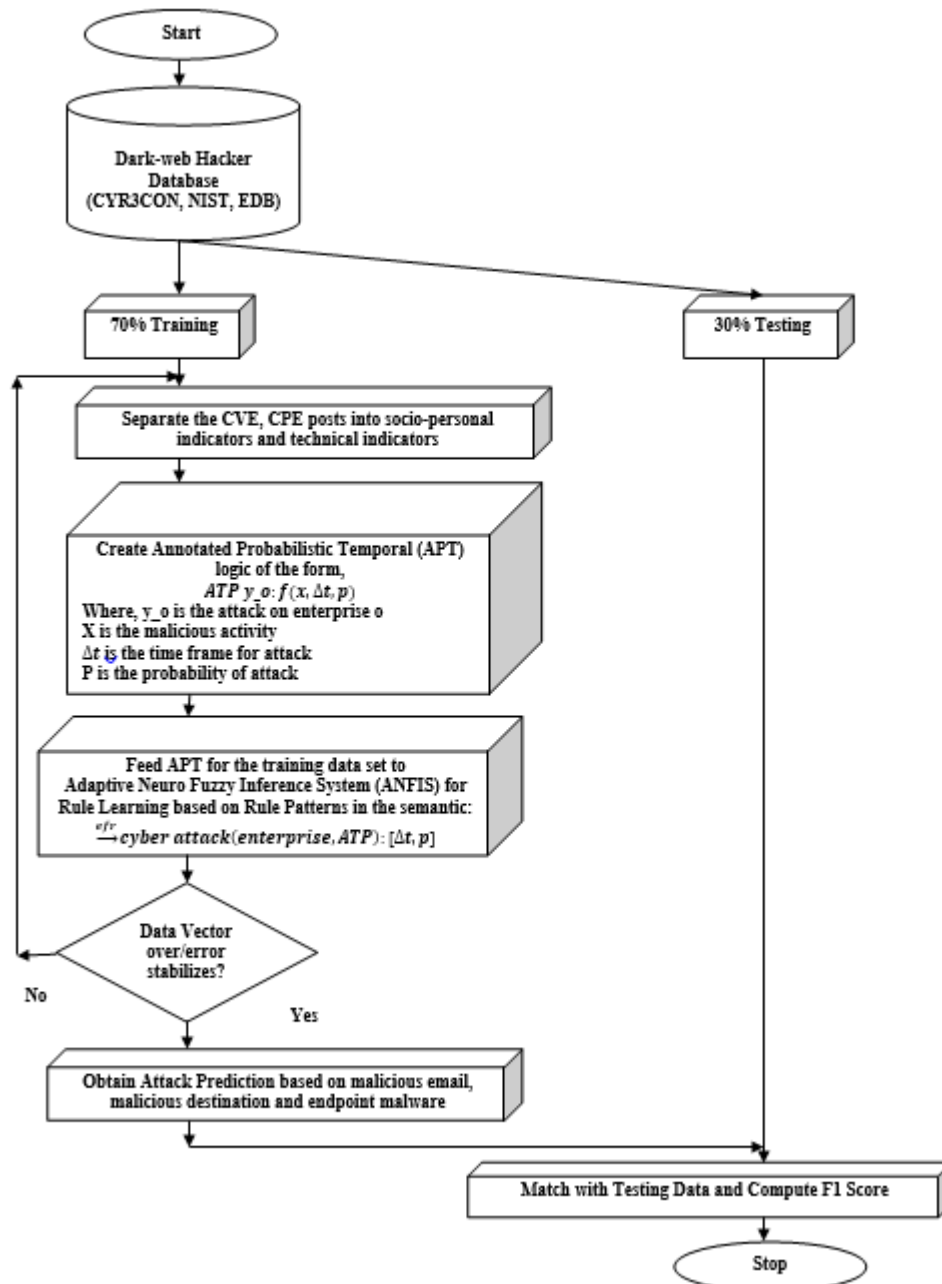 Start
Dark-web Hacker
Database
(CYR3CON, NIST, EDB)
70% Training
30% Testing
Separate the CVE, CPE posts into socio-personal
indicators and technical indicators
Create Annotated Probabilistic Temporal (APT)
logic of the form,
ATP y_o: f(x, Δt, p)
Where, y_o is the attack on enterprise o
X is the malicious activity
Δt is the time frame for attack
P is the probability of attack
Feed APT for the training data set to
Adaptive Neuro Fuzzy Inference System (ANFIS) for
Rule Learning based on Rule Patterns in the semantic:
efr
→ cyber attack(enterprise, ATP): [Δt, p]
Data Vector
over/error
stabilizes?
No
Yes
Obtain Attack Prediction based on malicious email,
malicious destination and endpoint malware
Match with Testing Data and Compute F1 Score
Stop